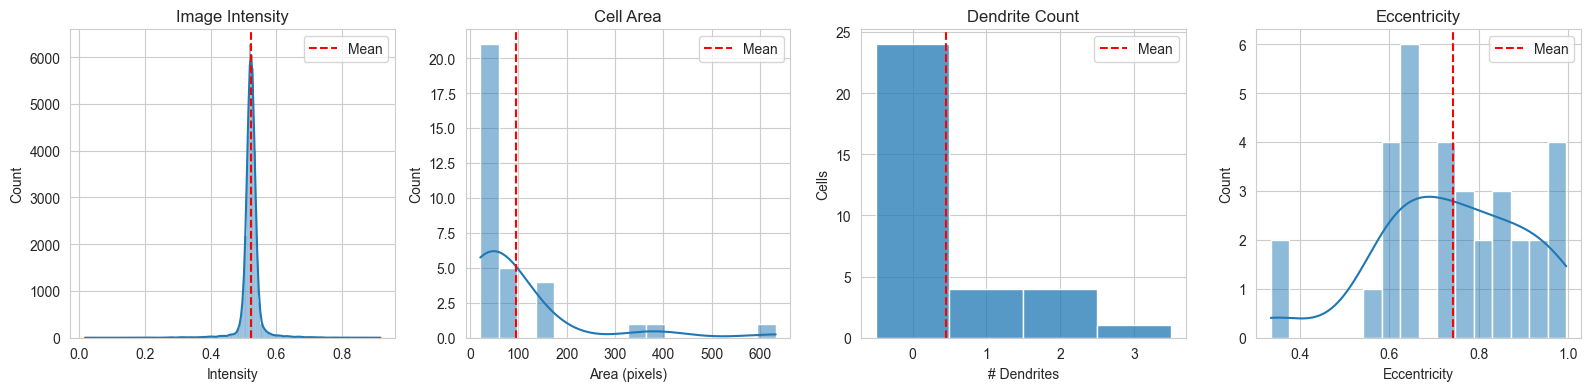 Image Intensity
Mean
6000
5000
4000
3000
2000
1000
0
Count
0.0 0.2 0.4 0.6 0.8
Intensity
Cell Area
Mean
20.0
17.5
15.0
12.5
10.0
7.5
5.0
2.5
0.0
Count
0 100 200 300 400 500 600
Area (pixels)
Dendrite Count
Mean
25
20
15
10
5
0
Cells
0 1 2 3
# Dendrites
Eccentricity
Mean
6
5
4
3
2
1
0
Count
0.4 0.6 0.8 1.0
Eccentricity